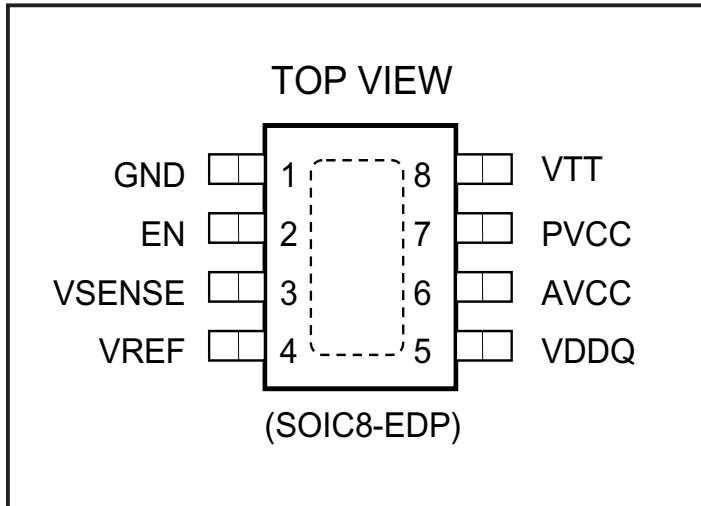 TOP VIEW
GND 1 8 VTT
EN 2 7 PVCC
VSENSE 3 6 AVCC
VREF 4 5 VDDQ
(SOIC8-EDP)